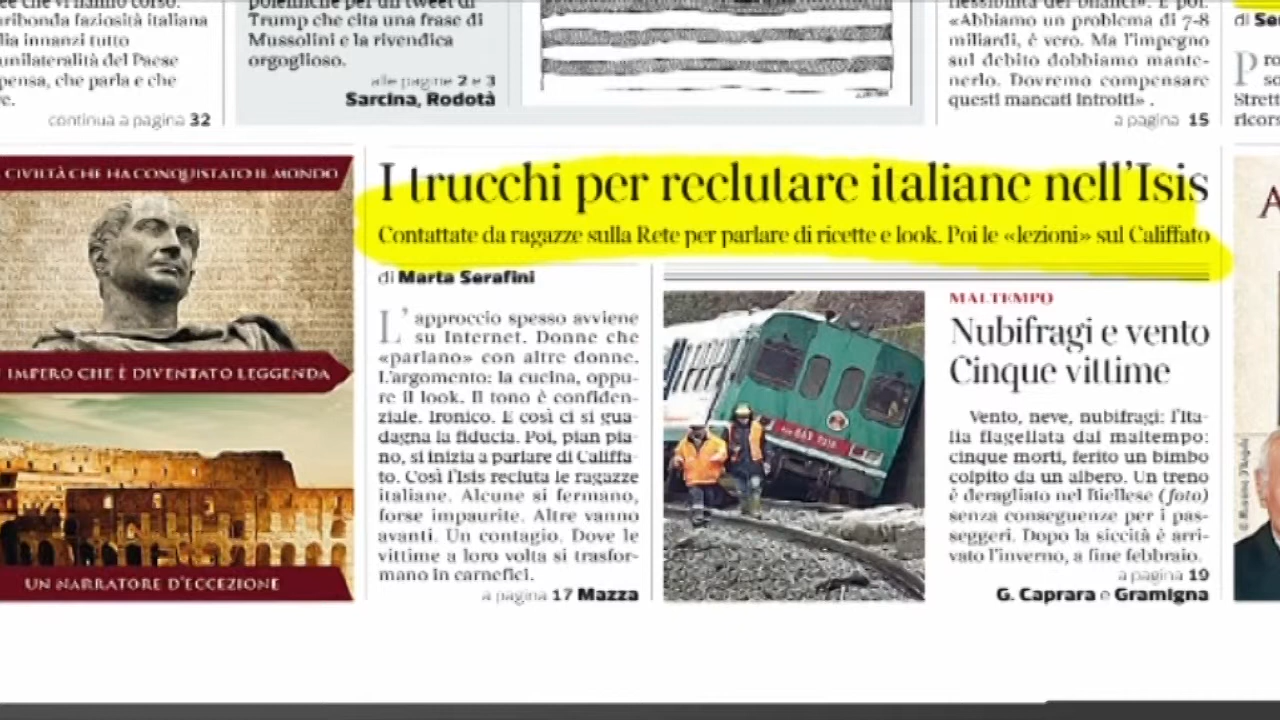 ribonda faziosità italiana
lia innanzi tutto
unilateralità del Paese
pensa, che parla e che
continua a pagina 32
polemiche per un tweet di
Trump che cita una frase di
Mussolini e la rivendica
orgoglioso.
alle pagine 2 e 3
Sarcina, Rodotà
flessibilità dei bilanci». E poi:
«Abbiamo un problema di 7-8
miliardi, è vero. Ma l'impegno
sul debito dobbiamo mante-
nerlo. Dovremo compensare
questi mancati introiti» .
a pagina 15
di
CIVILTÀ CHE HA CONQUISTATO IL MONDO
IMPERO CHE È DIVENTATO LEGGENDA
UN NARRATORE D'ECCEZIONE
I trucchi per reclutare italiane nell'Isis
Contattate da ragazze sulla Rete per parlare di ricette e look. Poi le «lezioni» sul Califfato
di Marta Serafini
L'approccio spesso avviene
su Internet. Donne che
«parlano» con altre donne.
L'argomento: la cucina, oppu-
re il look. Il tono è confiden-
ziale. Ironico. E così ci si gua-
dagna la fiducia. Poi, pian pia-
no, si inizia a parlare di Califfa-
to. Così l'Isis recluta le ragazze
italiane. Alcune si fermano,
forse impaurite. Altre vanno
avanti. Un contagio. Dove le
vittime a loro volta si trasfor-
mano in carnefici.
a pagina 17 Mazza
MALTEMPO
Nubifragi e vento
Cinque vittime
Vento, neve, nubifragi: l'Ita-
lia flagellata dal maltempo:
cinque morti, ferito un bimbo
colpito da un albero. Un treno
è deragliato nel Biellese (foto)
senza conseguenze per i pas-
seggeri. Dopo la siccità è arri-
vato l'inverno, a fine febbraio.
a pagina 19
G. Caprara e Gramigna